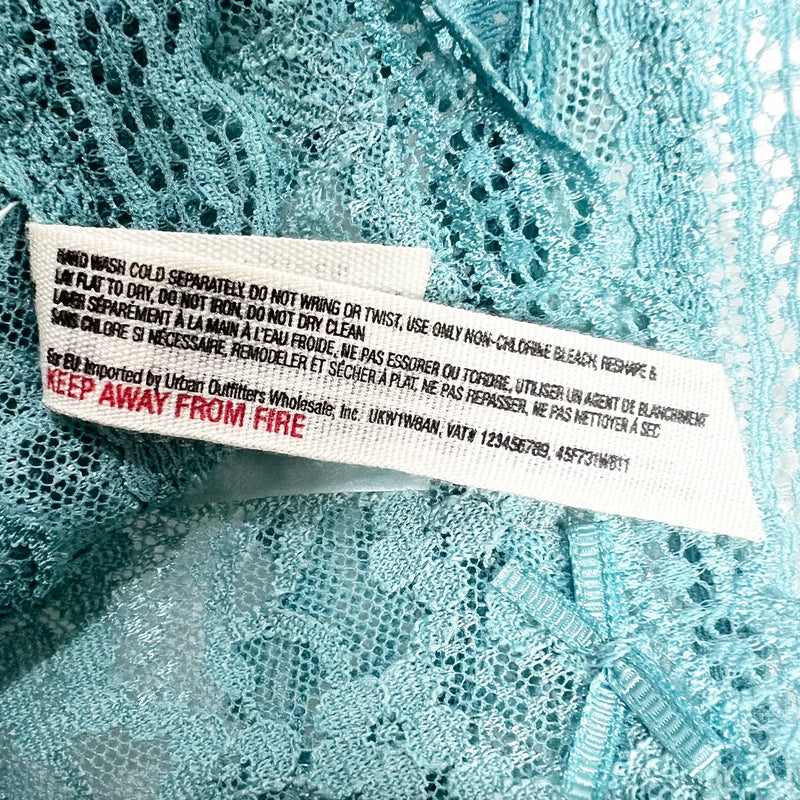 HAND WASH COLD SEPARATELY, DO NOT WRING OR TWIST, USE ONLY NON-CHLORINE BLEACH, RESHAPE &
LAY FLAT TO DRY, DO NOT IRON, DO NOT DRY CLEAN
LAVER SÉPARÉMENT À LA MAIN À L'EAU FROIDE, NE PAS ESSORER OU TORDRE, UTILISER UN AGENT DE BLANCHIMENT
SANS CHLORE SI NÉCESSAIRE, REMODELER ET SÉCHER À PLAT, NE PAS REPASSER, NE PAS NETTOYER À SEC
for EU: Imported by Urban Outfitters Wholesale, Inc. UKW1W8AN, VAT# 123456789, 45F731W811
KEEP AWAY FROM FIRE